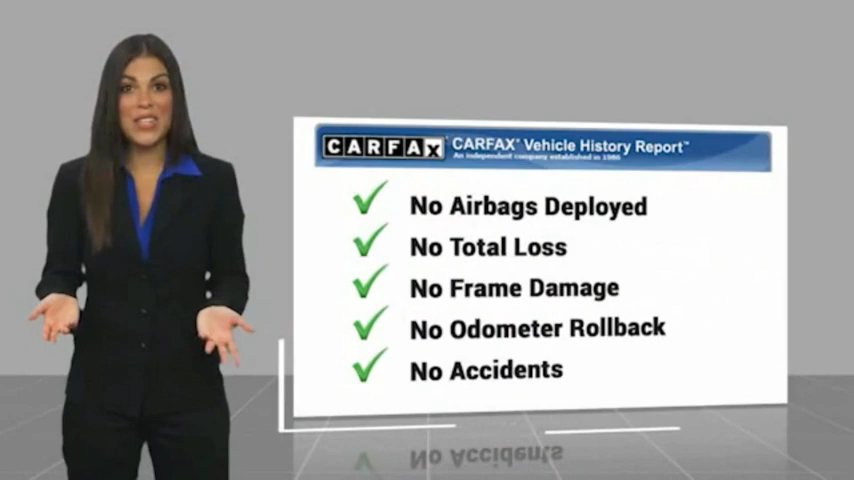 CARFAX CARFAX® Vehicle History Report™
An independent company established in 1986
No Airbags Deployed
No Total Loss
No Frame Damage
No Odometer Rollback
No Accidents
No Accidents